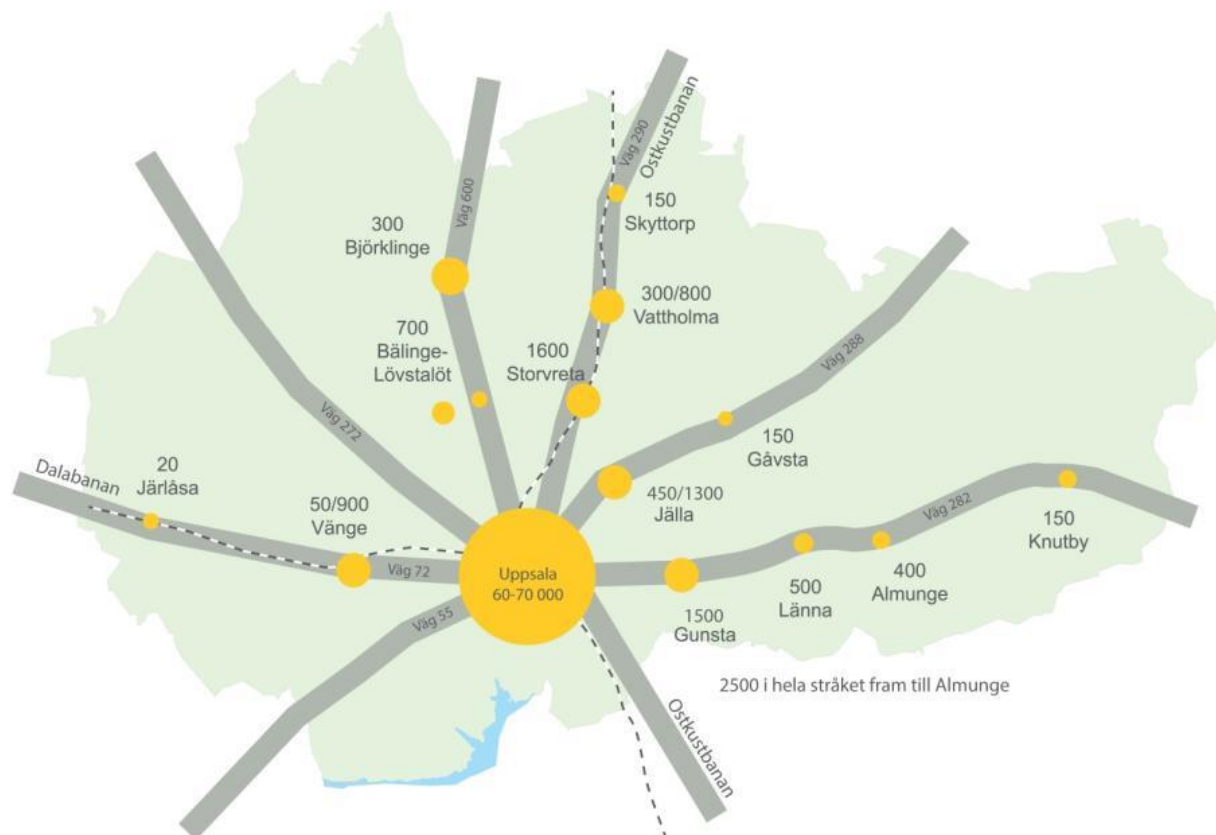 Väg 290
Ostkustbanan
Väg 600
150
Skyttorp
300
Björklinge
300/800
Vattholma
700
Bälinge-
Lövstalöt
1600
Storvreta
Väg 288
Väg 272
150
Gåvsta
Dalabanan
20
Järlåsa
50/900
Vänge
450/1300
Jälla
Väg 282
150
Knutby
Väg 72
Uppsala
60-70 000
500
Länna
400
Almunge
1500
Gunsta
Väg 55
2500 i hela stråket fram till Almunge
Ostkustbanan